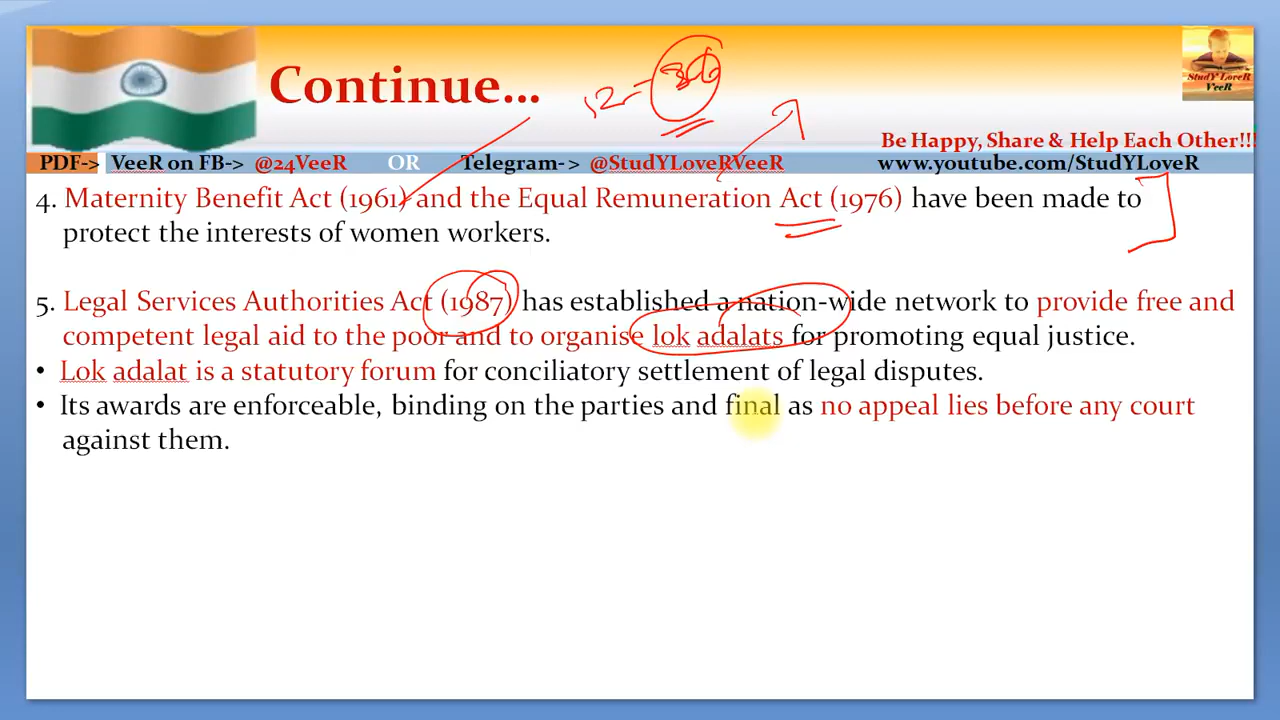 Continue...
12 -
StudY LoveR
VeeR
Be Happy, Share & Help Each Other!!!
PDF-> VeeR on FB-> @24VeeR OR Telegram-> @StudYLoveRVeeR www.youtube.com/StudYLoveR
4. Maternity Benefit Act (1961) and the Equal Remuneration Act (1976) have been made to
protect the interests of women workers.
5. Legal Services Authorities Act (1987) has established a nation-wide network to provide free and
competent legal aid to the poor and to organise lok adalats for promoting equal justice.
• Lok adalat is a statutory forum for conciliatory settlement of legal disputes.
• Its awards are enforceable, binding on the parties and final as no appeal lies before any court
against them.